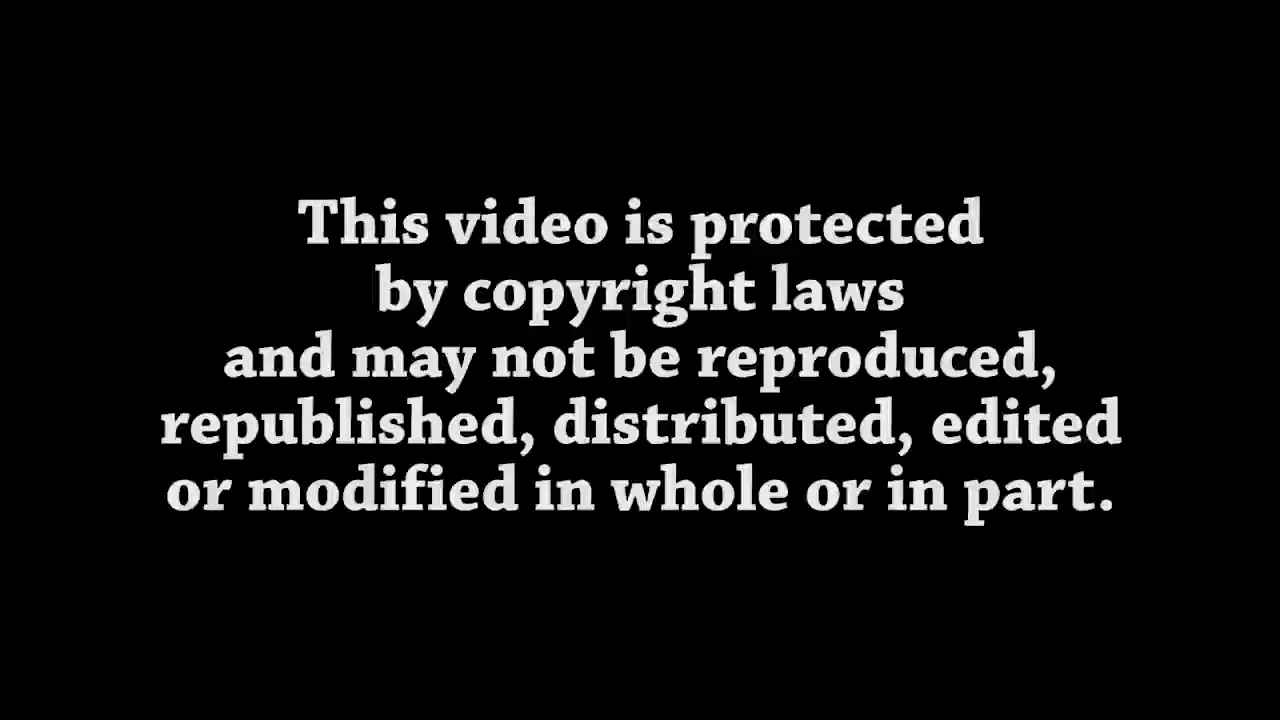 This video is protected
by copyright laws
and may not be reproduced,
republished, distributed, edited
or modified in whole or in part.